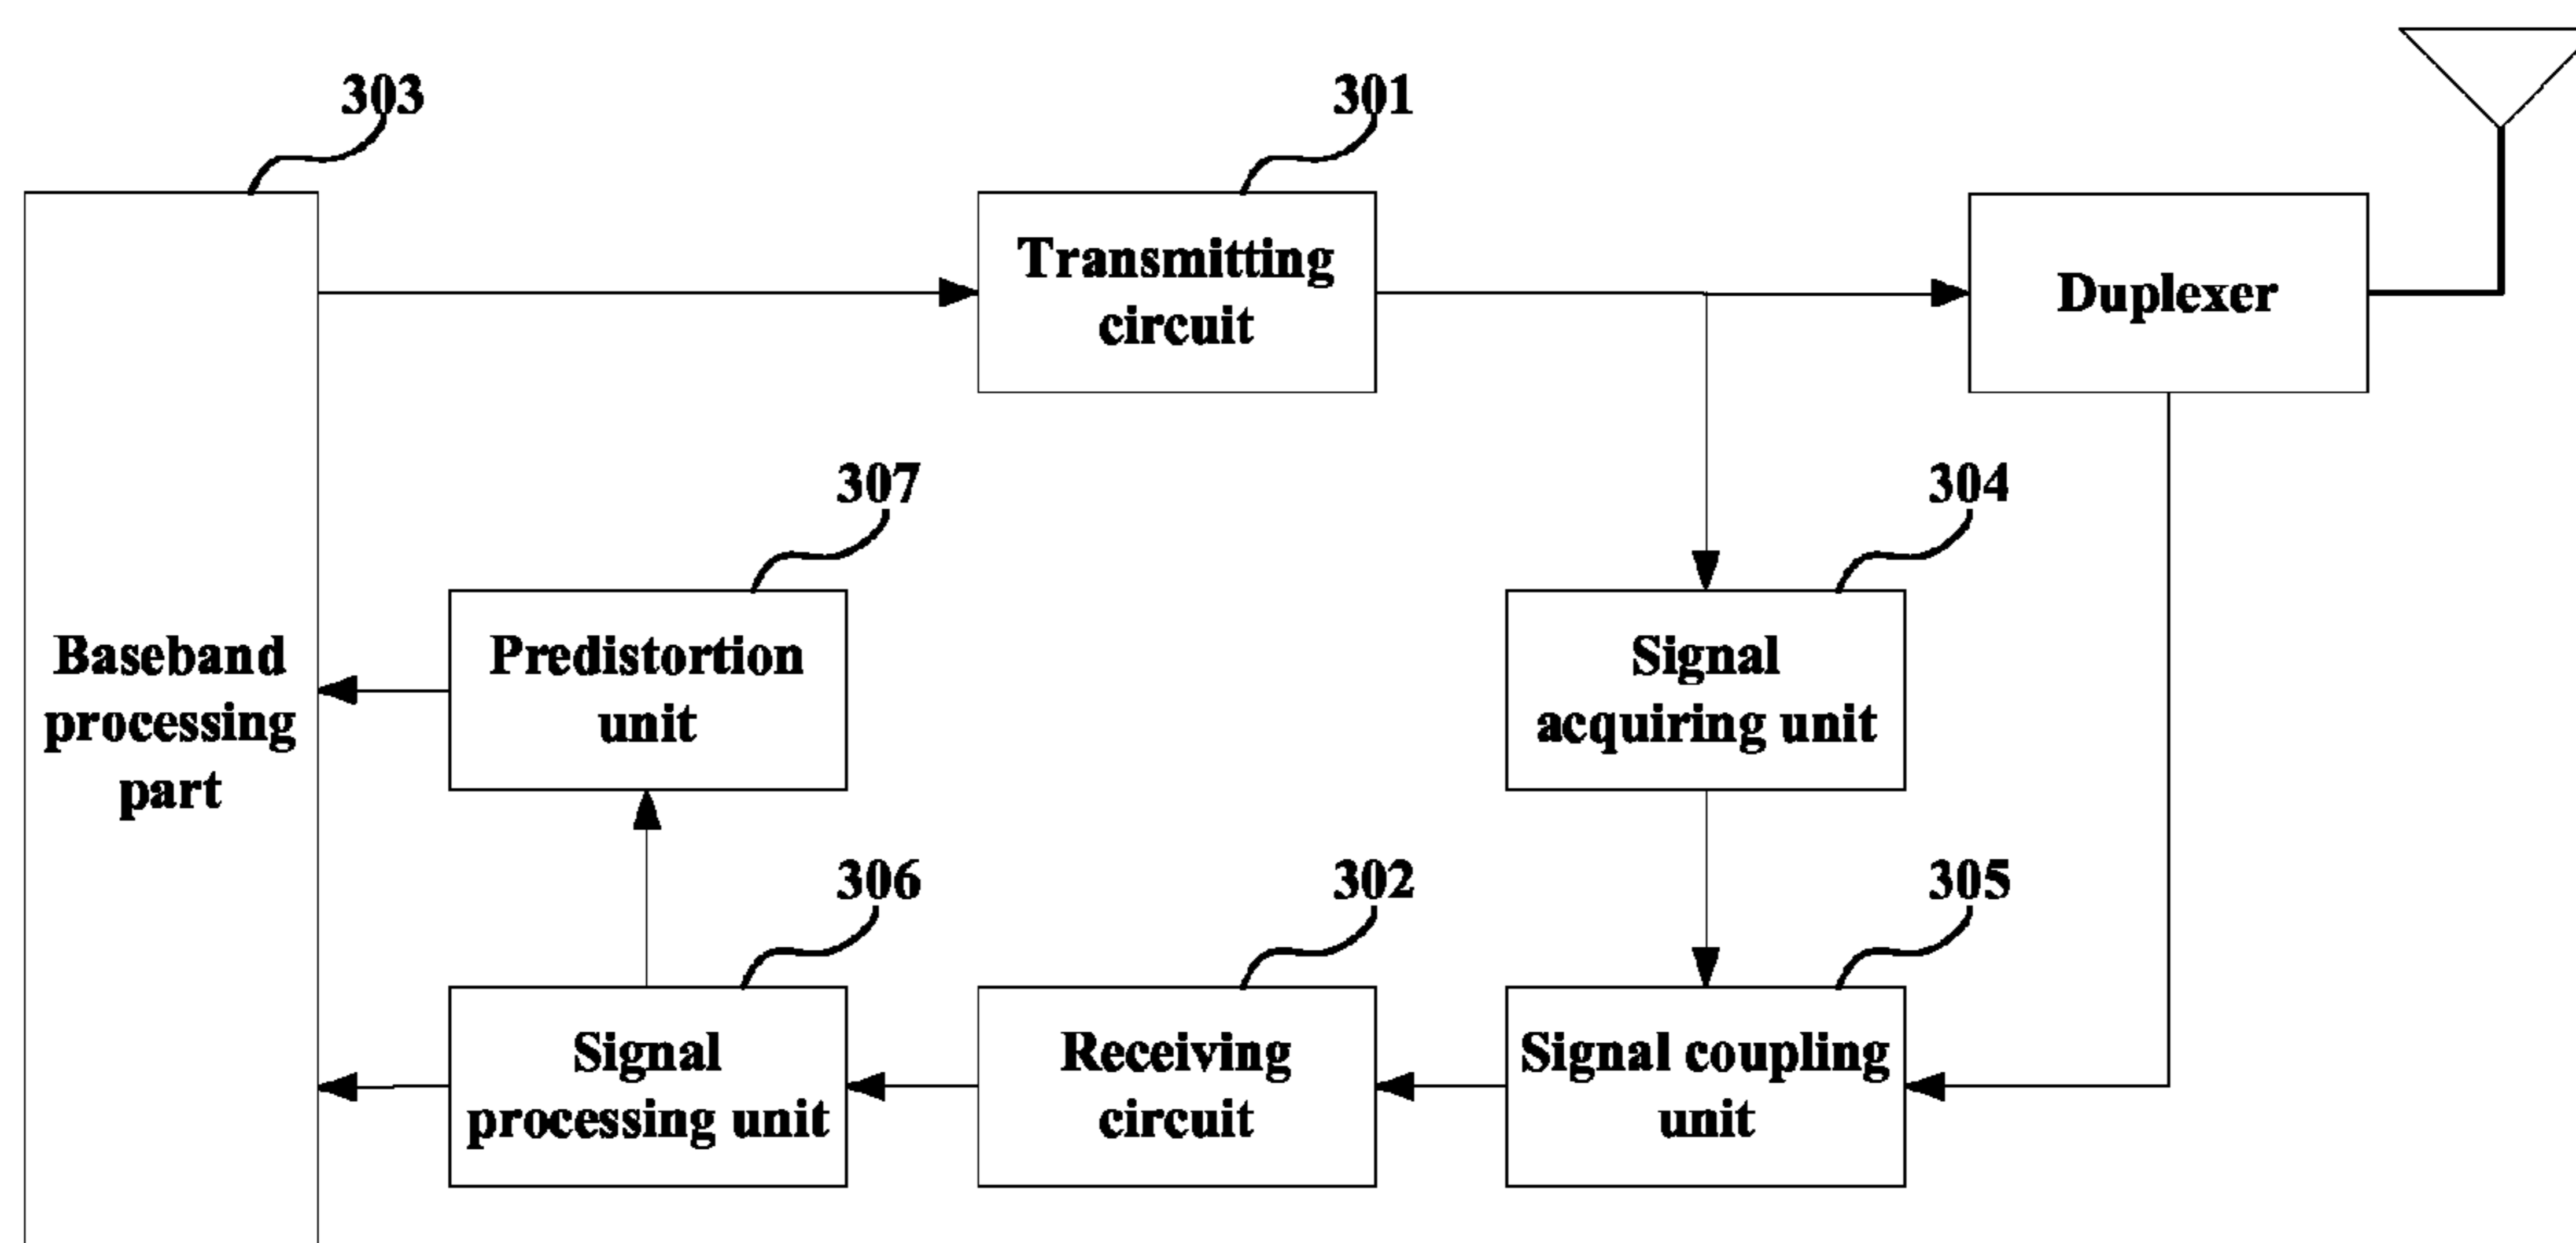 303
301
Transmitting
circuit
Duplexer
307
304
Baseband
processing
part
Predistortion
unit
Signal
acquiring unit
306
302
305
Signal
processing unit
Receiving
circuit
Signal coupling
unit